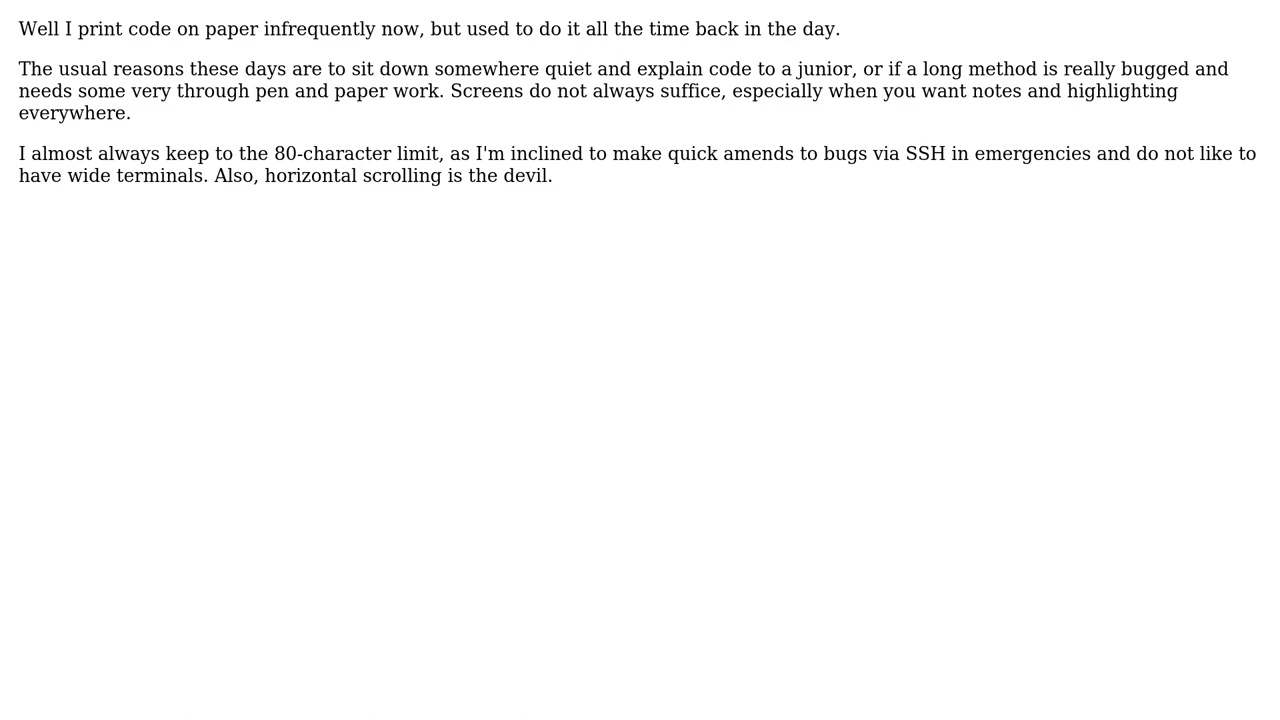 Well I print code on paper infrequently now, but used to do it all the time back in the day.
The usual reasons these days are to sit down somewhere quiet and explain code to a junior, or if a long method is really bugged and
needs some very through pen and paper work. Screens do not always suffice, especially when you want notes and highlighting
everywhere.
I almost always keep to the 80-character limit, as I'm inclined to make quick amends to bugs via SSH in emergencies and do not like to
have wide terminals. Also, horizontal scrolling is the devil.